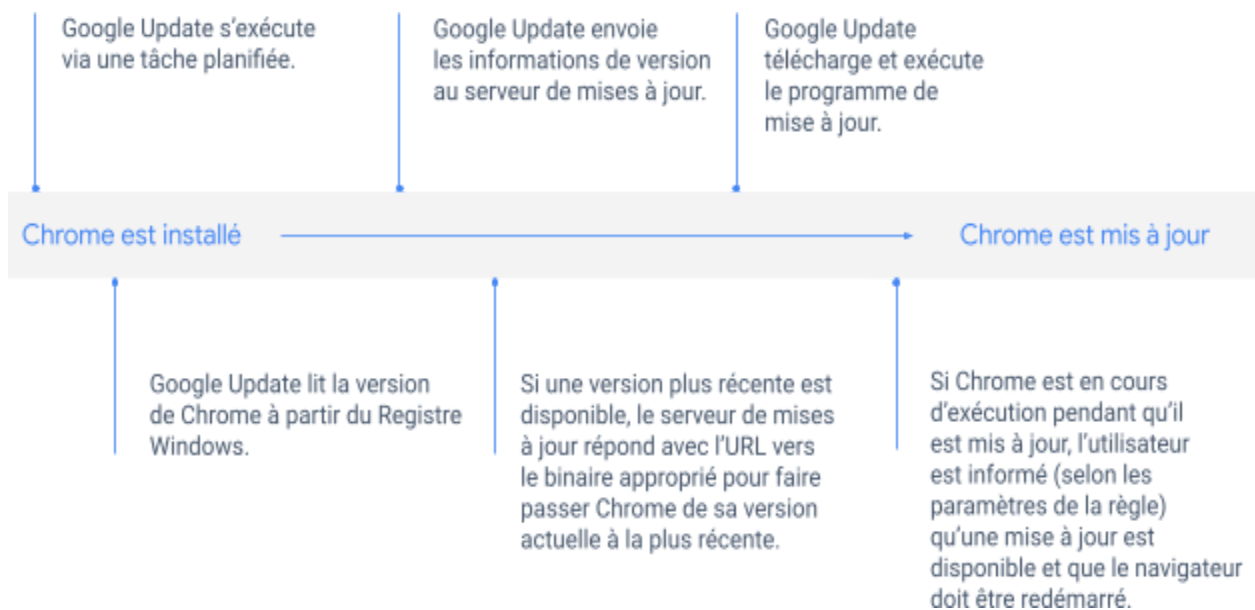 Google Update s’exécute
via une tâche planifiée.
Google Update envoie
les informations de version
au serveur de mises à jour.
Google Update
télécharge et exécute
le programme de
mise à jour.
Chrome est installé
Chrome est mis à jour
Google Update lit la version
de Chrome à partir du Registre
Windows.
Si une version plus récente est
disponible, le serveur de mises
à jour répond avec l’URL vers
le binaire approprié pour faire
passer Chrome de sa version
actuelle à la plus récente.
Si Chrome est en cours
d’exécution pendant qu’il
est mis à jour, l’utilisateur
est informé (selon les
paramètres de la règle)
qu’une mise à jour est
disponible et que le navigateur
doit être redémarré.